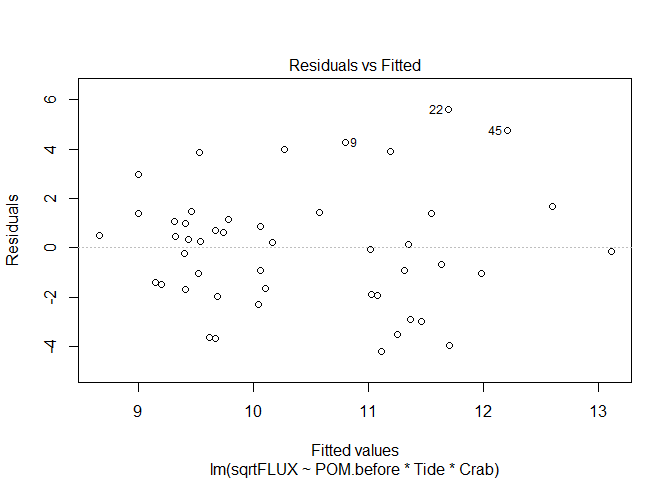 Residuals vs Fitted
Residuals
6
4
2
0
-2
-4
22
45
9
9 10 11 12 13
Fitted values
lm(sqrtFLUX ~ POM.before * Tide * Crab)